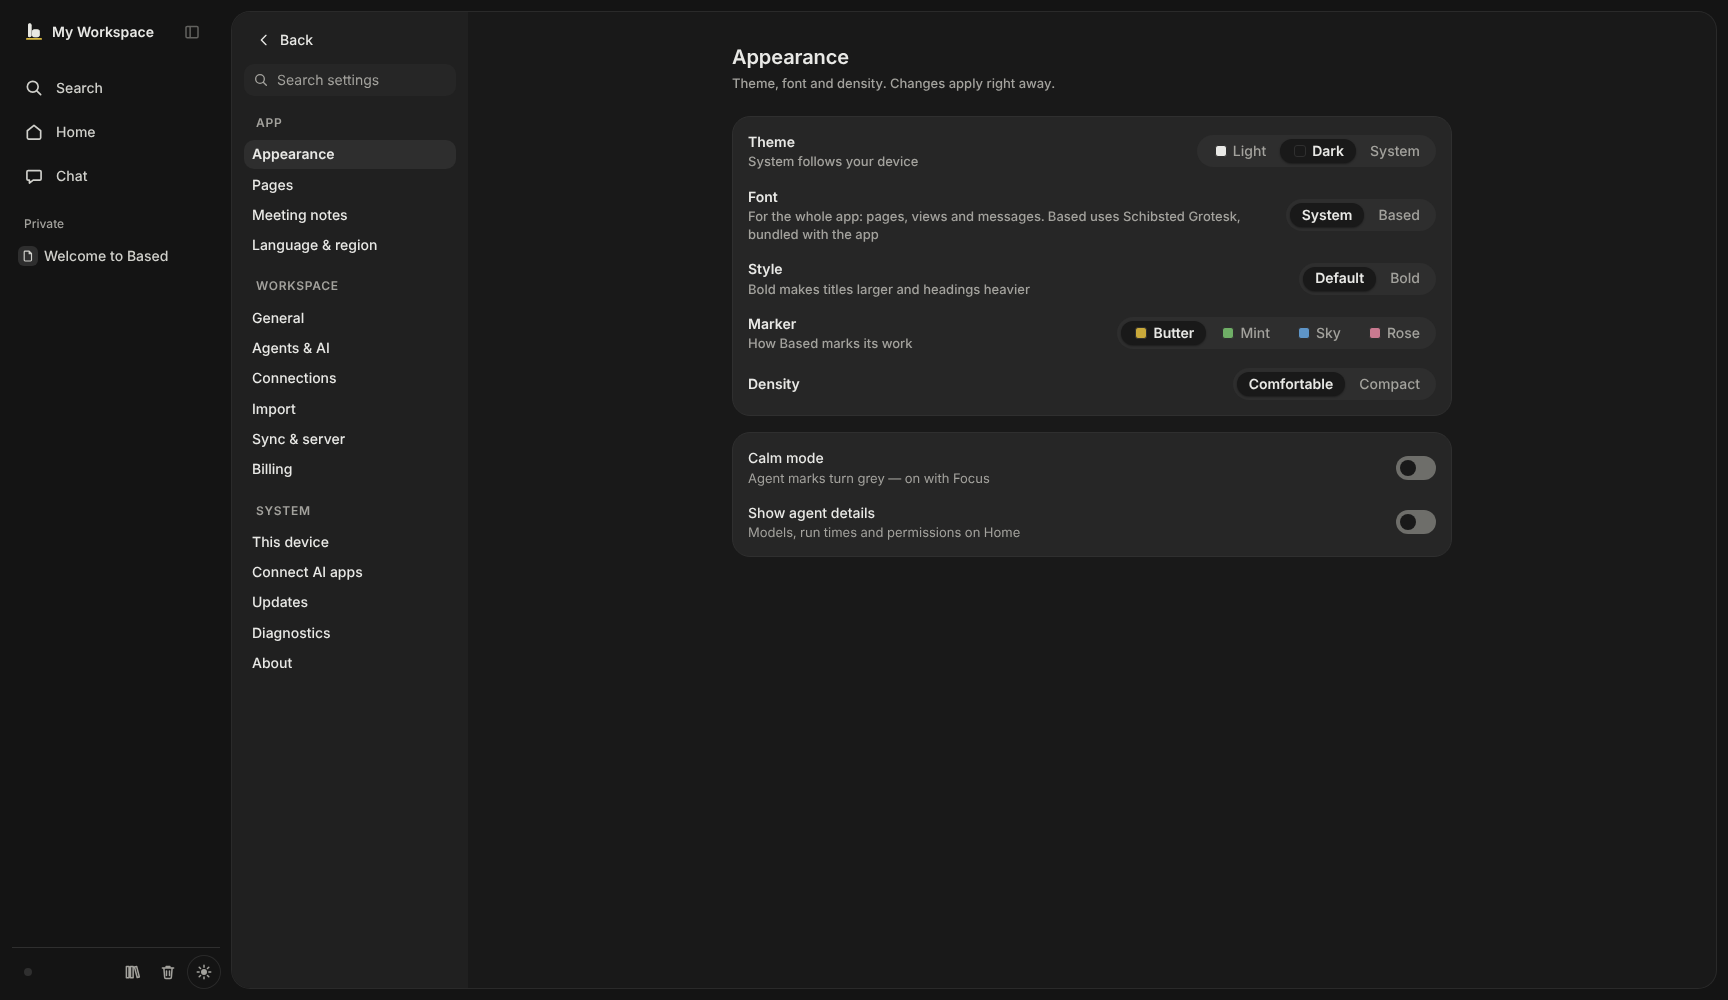 My Workspace
Search
Home
Chat
Private
Welcome to Based
Back
Search settings
APP
Appearance
Pages
Meeting notes
Language & region
WORKSPACE
General
Agents & AI
Connections
Import
Sync & server
Billing
SYSTEM
This device
Connect AI apps
Updates
Diagnostics
About
Appearance
Theme, font and density. Changes apply right away.
Theme
System follows your device
Light Dark System
Font
For the whole app: pages, views and messages. Based uses Schibsted Grotesk,
bundled with the app
System Based
Style
Bold makes titles larger and headings heavier
Default Bold
Marker
How Based marks its work
Butter Mint Sky Rose
Density
Comfortable Compact
Calm mode
Agent marks turn grey — on with Focus
Show agent details
Models, run times and permissions on Home